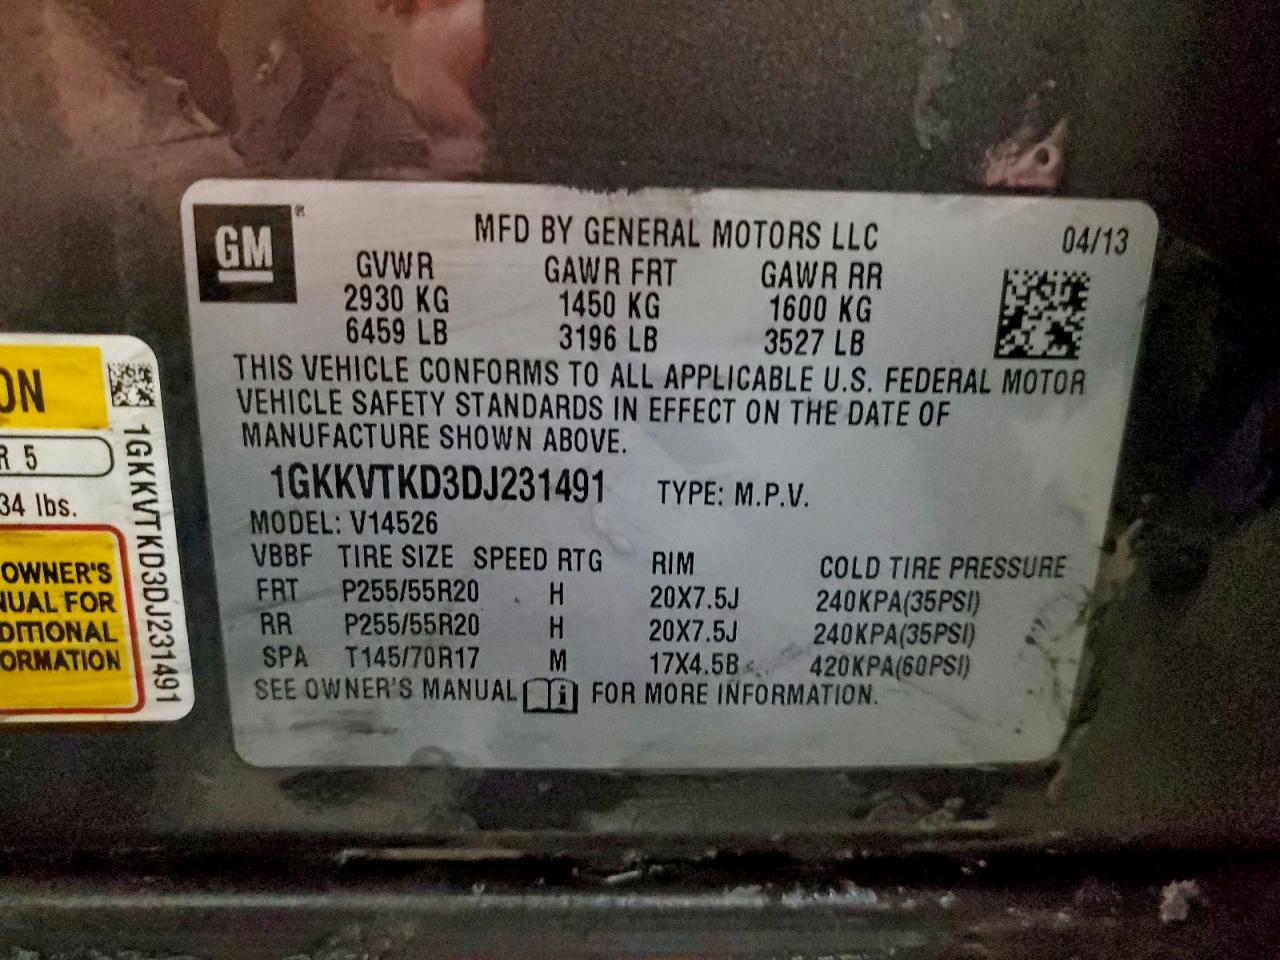 GM®
MFD BY GENERAL MOTORS LLC
04/13
GVWR GAWR FRT GAWR RR
2930 KG 1450 KG 1600 KG
6459 LB 3196 LB 3527 LB
THIS VEHICLE CONFORMS TO ALL APPLICABLE U.S. FEDERAL MOTOR
VEHICLE SAFETY STANDARDS IN EFFECT ON THE DATE OF
MANUFACTURE SHOWN ABOVE.
1GKKVTKD3DJ231491 TYPE: M.P.V.
MODEL: V14526
VBBF TIRE SIZE SPEED RTG RIM COLD TIRE PRESSURE
FRT P255/55R20 H 20X7.5J 240KPA(35PSI)
RR P255/55R20 H 20X7.5J 240KPA(35PSI)
SPA T145/70R17 M 17X4.5B 420KPA(60PSI)
SEE OWNER'S MANUAL i FOR MORE INFORMATION.
ON
R 5
34 lbs.
OWNER'S
NUAL FOR
DITIONAL
ORMATION
1GKKVTKD3DJ231491